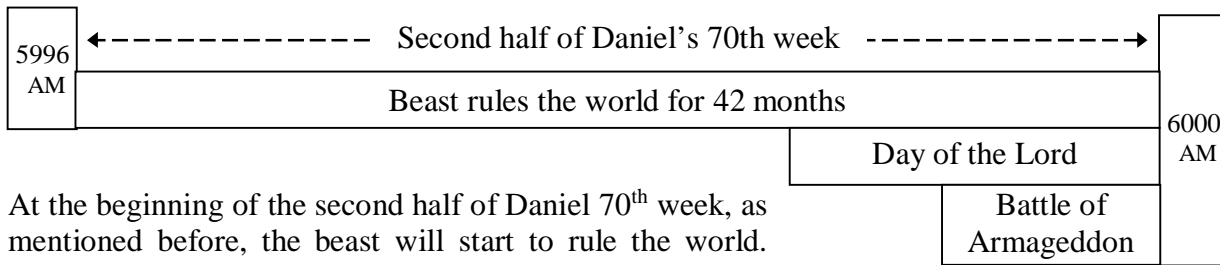 5996
AM
Second half of Daniel’s 70th week
Beast rules the world for 42 months
6000
AM
Day of the Lord
Battle of
Armageddon
At the beginning of the second half of Daniel 70th week, as
mentioned before, the beast will start to rule the world.